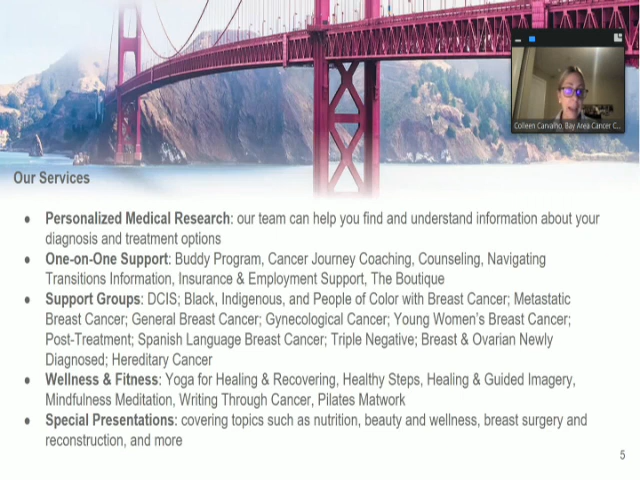 Colleen Carvalho, Bay Area Cancer C...
Our Services
● Personalized Medical Research: our team can help you find and understand information about your
diagnosis and treatment options
● One-on-One Support: Buddy Program, Cancer Journey Coaching, Counseling, Navigating
Transitions Information, Insurance & Employment Support, The Boutique
● Support Groups: DCIS; Black, Indigenous, and People of Color with Breast Cancer; Metastatic
Breast Cancer; General Breast Cancer; Gynecological Cancer; Young Women's Breast Cancer;
Post-Treatment; Spanish Language Breast Cancer; Triple Negative; Breast & Ovarian Newly
Diagnosed; Hereditary Cancer
● Wellness & Fitness: Yoga for Healing & Recovering, Healthy Steps, Healing & Guided Imagery,
Mindfulness Meditation, Writing Through Cancer, Pilates Matwork
● Special Presentations: covering topics such as nutrition, beauty and wellness, breast surgery and
reconstruction, and more
5